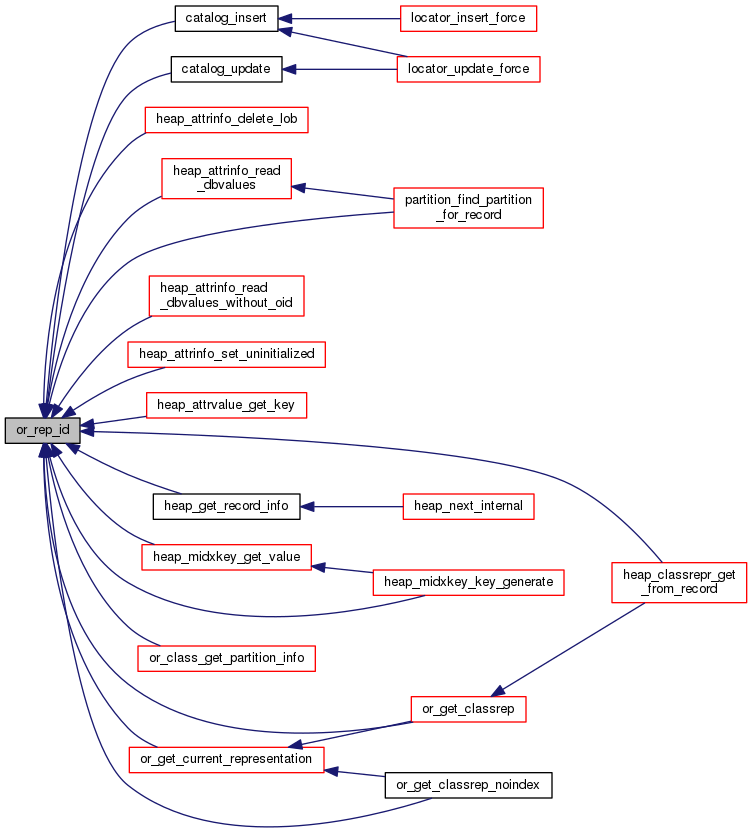 catalog_insert
locator_insert_force
catalog_update
locator_update_force
heap_attrinfo_delete_lob
heap_attrinfo_read
_dbvalues
partition_find_partition
_for_record
heap_attrinfo_read
_dbvalues_without_oid
heap_attrinfo_set_uninitialized
heap_attrvalue_get_key
or_rep_id
heap_get_record_info
heap_next_internal
heap_midxkey_get_value
heap_midxkey_key_generate
heap_classrepr_get
_from_record
or_class_get_partition_info
or_get_classrep
or_get_current_representation
or_get_classrep_noindex